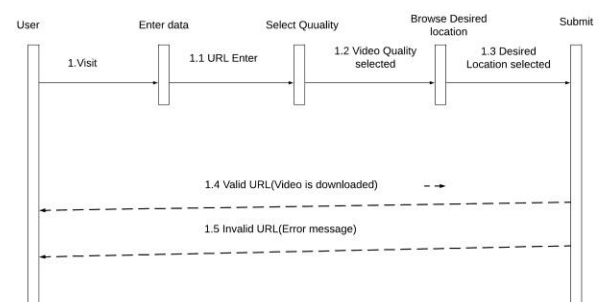 User
Enter data
Select Quuality
Browse Desired
location
Submit
1.Visit
1.1 URL Enter
1.2 Video Quality
selected
1.3 Desired
Location selected
1.4 Valid URL(Video is downloaded)
1.5 Invalid URL(Error message)